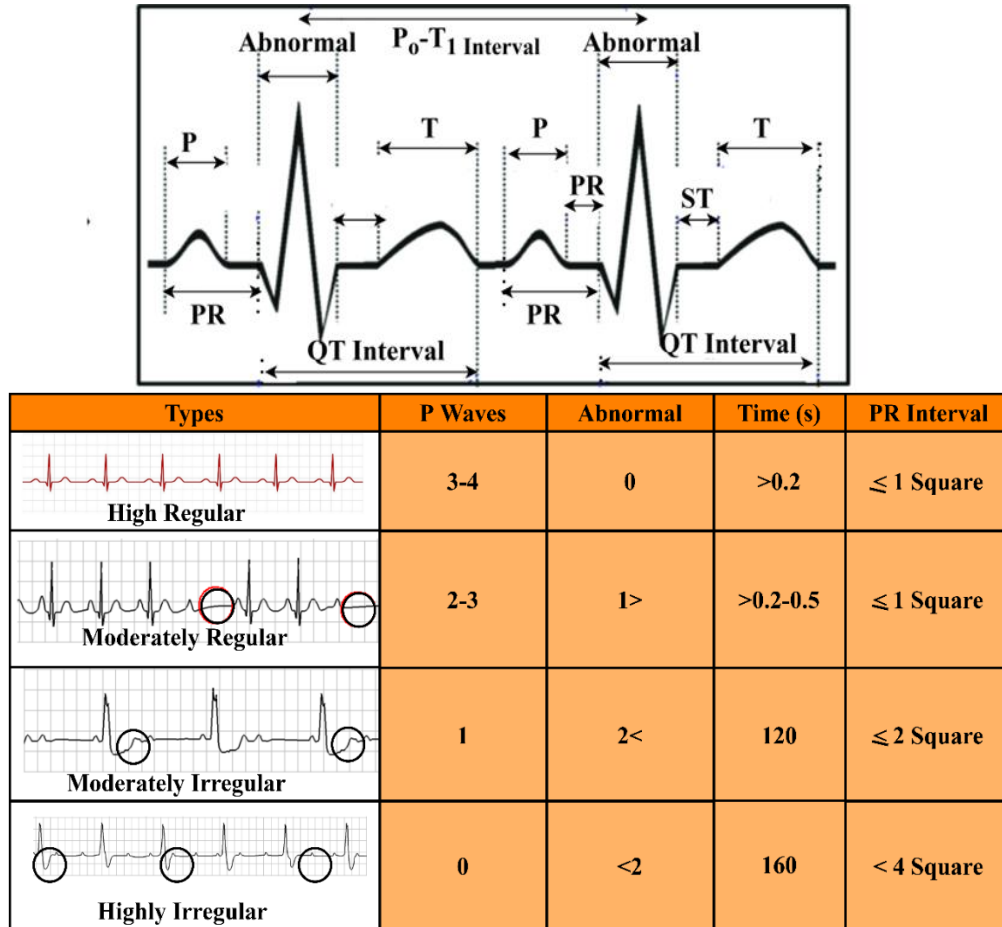 Abnormal P₀-T₁ Interval Abnormal
P T P T
PR ST
PR PR
QT Interval QT Interval
Types P Waves Abnormal Time (s) PR Interval
High Regular 3-4 0 >0.2 ≤ 1 Square
Moderately Regular 2-3 1> >0.2-0.5 ≤ 1 Square
Moderately Irregular 1 2< 120 ≤ 2 Square
Highly Irregular 0 <2 160 < 4 Square